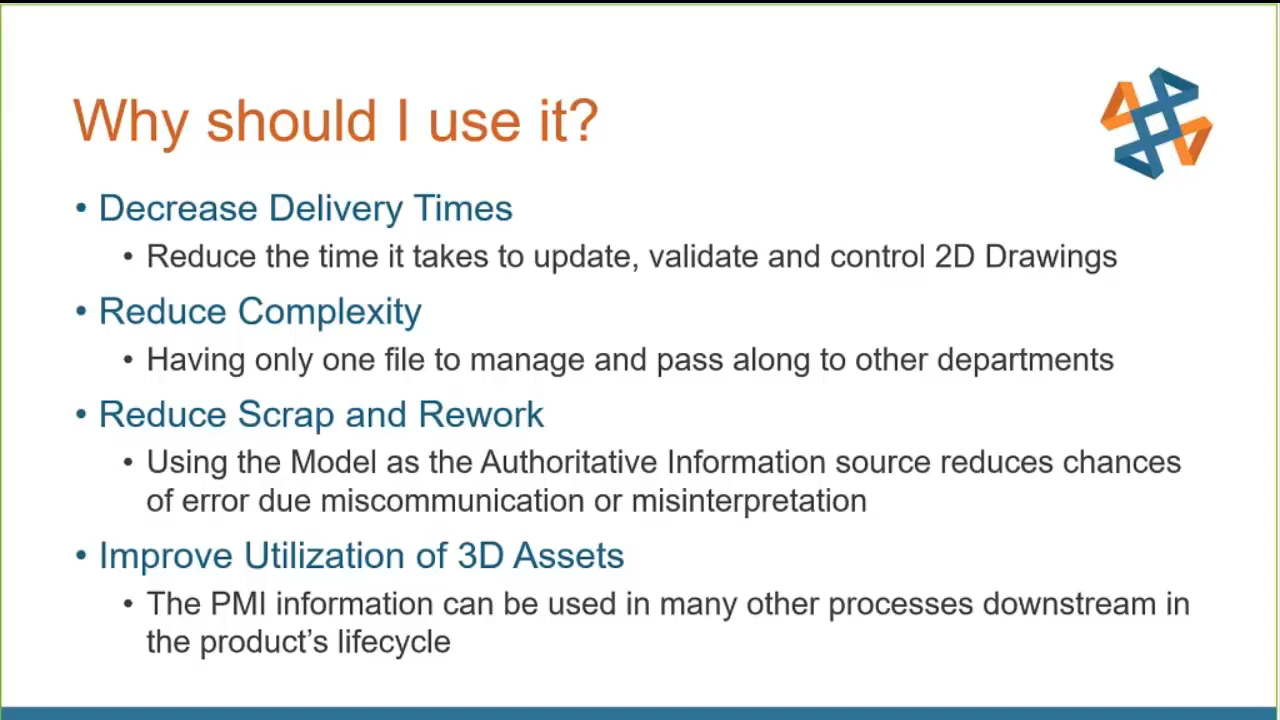 Why should I use it?
• Decrease Delivery Times
• Reduce the time it takes to update, validate and control 2D Drawings
• Reduce Complexity
• Having only one file to manage and pass along to other departments
• Reduce Scrap and Rework
• Using the Model as the Authoritative Information source reduces chances
of error due miscommunication or misinterpretation
• Improve Utilization of 3D Assets
• The PMI information can be used in many other processes downstream in
the product’s lifecycle